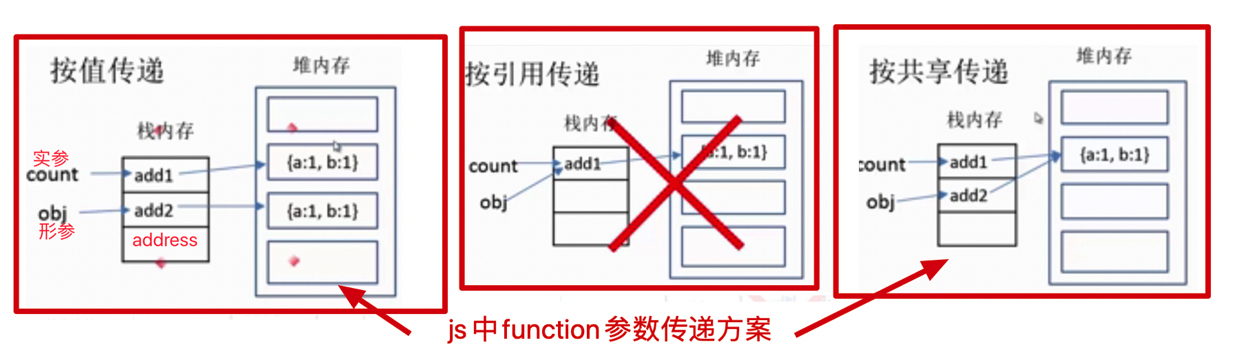 按值传递
堆内存
栈内存
实参
count
add1
{a:1, b:1}
obj
add2
{a:1, b:1}
形参
address
按引用传递
堆内存
栈内存
count
add1
{a:1, b:1}
obj
按共享传递
堆内存
栈内存
count
add1
{a:1, b:1}
obj
add2
js 中 function 参数传递方案